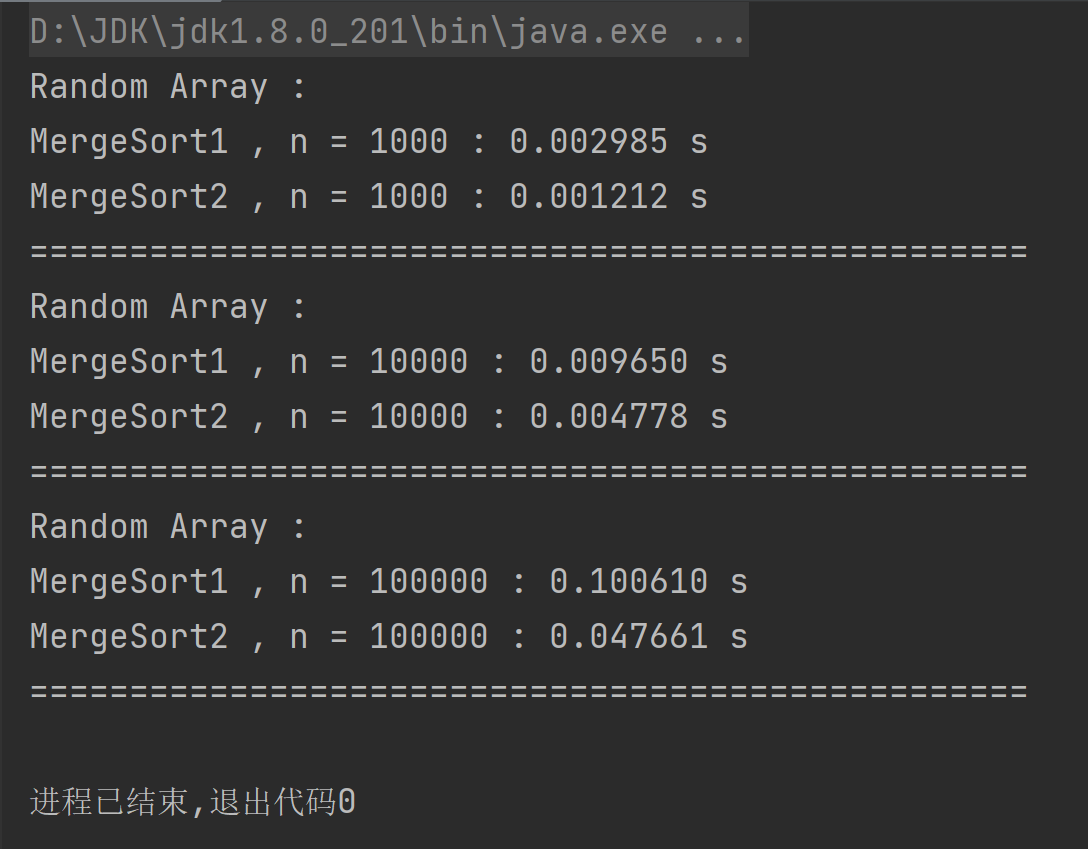 D:\JDK\jdk1.8.0_201\bin\java.exe ...
Random Array :
MergeSort1 , n = 1000 : 0.002985 s
MergeSort2 , n = 1000 : 0.001212 s
==================================================
Random Array :
MergeSort1 , n = 10000 : 0.009650 s
MergeSort2 , n = 10000 : 0.004778 s
==================================================
Random Array :
MergeSort1 , n = 100000 : 0.100610 s
MergeSort2 , n = 100000 : 0.047661 s
==================================================
进程已结束,退出代码0